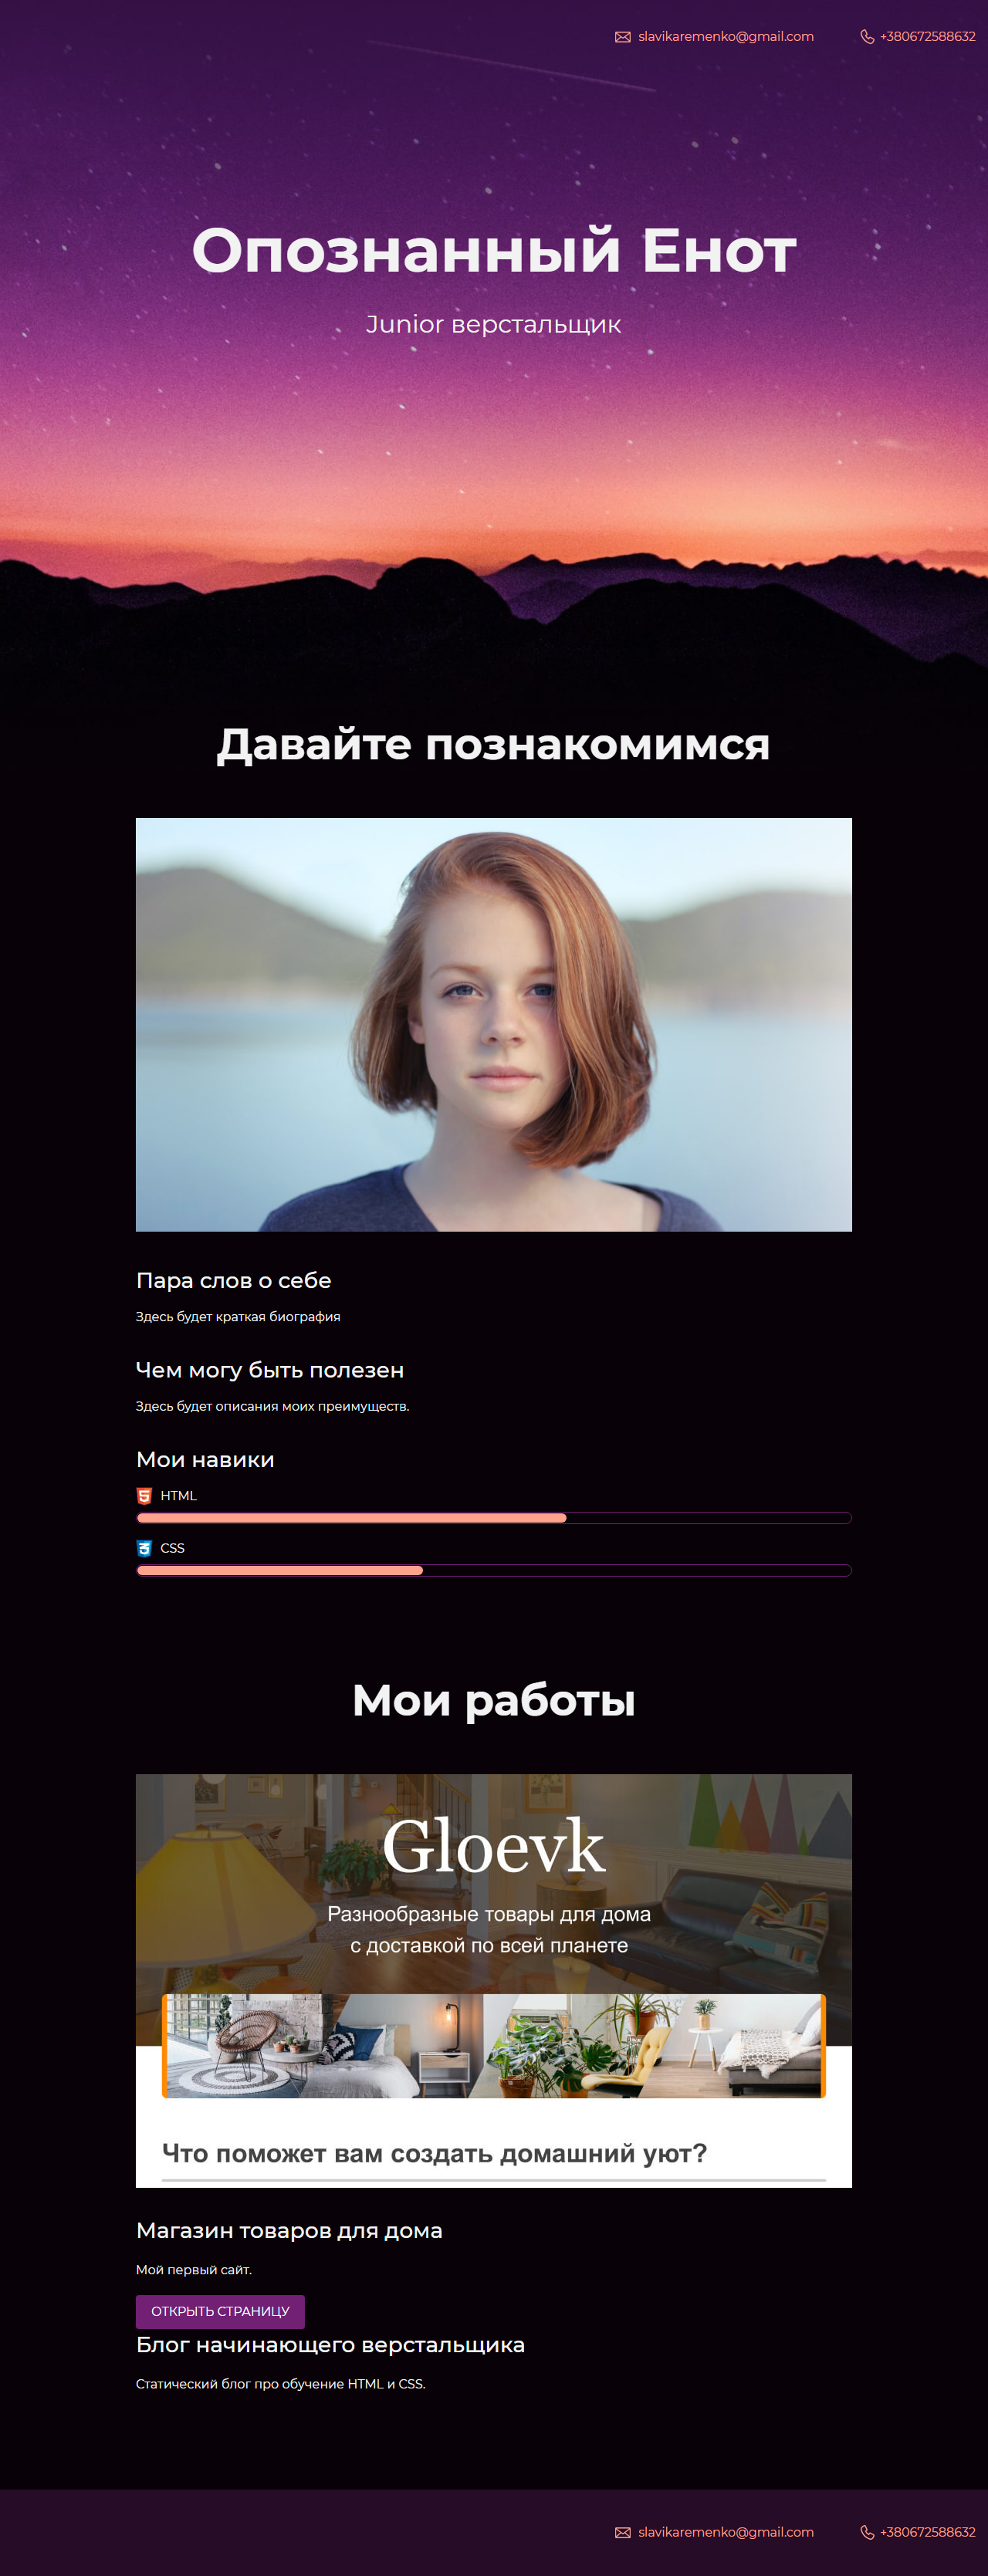 slavikaremenko@gmail.com
+380672588632
Опознанный Енот
Junior верстальщик
Давайте познакомимся
Пара слов о себе
Здесь будет краткая биография
Чем могу быть полезен
Здесь будет описания моих преимуществ.
Мои навики
HTML
CSS
Мои работы
Gloevk
Разнообразные товары для дома
с доставкой по всей планете
Что поможет вам создать домашний уют?
Магазин товаров для дома
Мой первый сайт.
ОТКРЫТЬ СТРАНИЦУ
Блог начинающего верстальщика
Статический блог про обучение HTML и CSS.
slavikaremenko@gmail.com
+380672588632